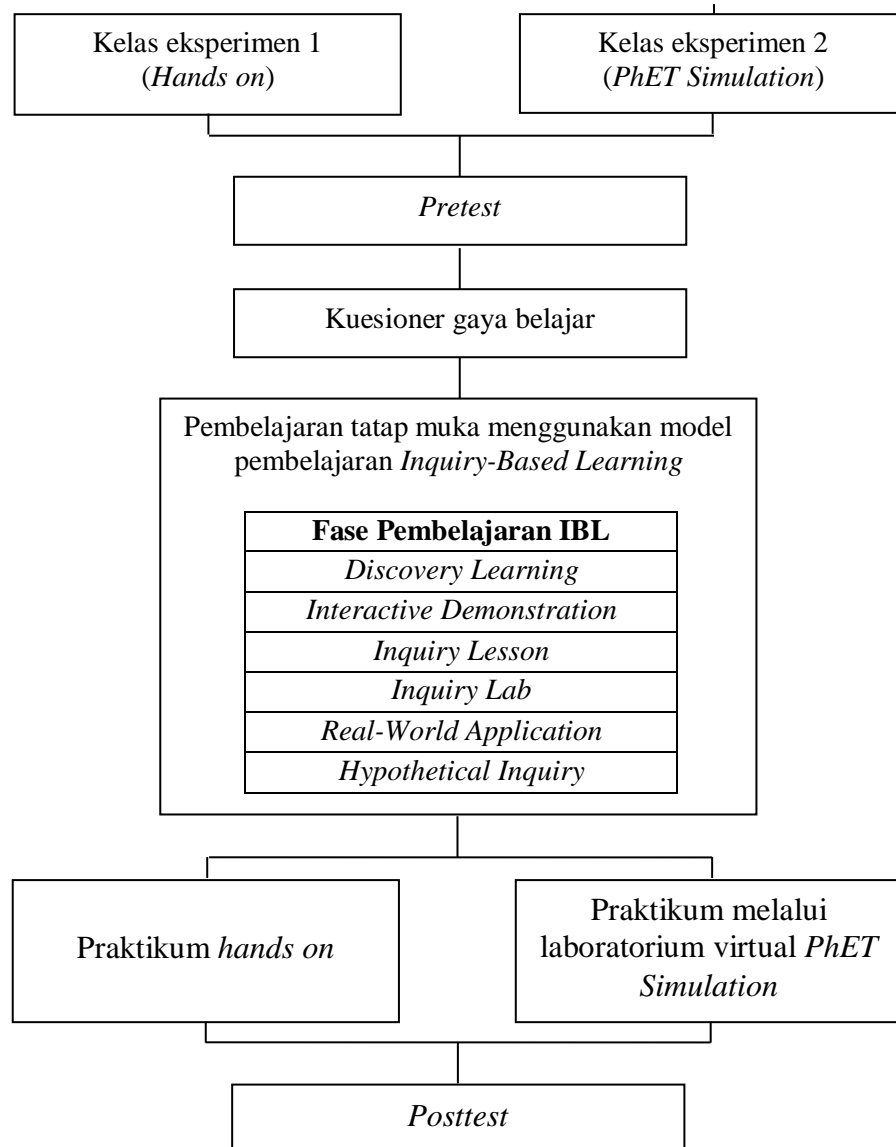 Kelas eksperimen 1
(Hands on)
Kelas eksperimen 2
(PhET Simulation)
Pretest
Kuesioner gaya belajar
Pembelajaran tatap muka menggunakan model
pembelajaran Inquiry-Based Learning
Fase Pembelajaran IBL
Discovery Learning
Interactive Demonstration
Inquiry Lesson
Inquiry Lab
Real-World Application
Hypothetical Inquiry
Praktikum hands on
Praktikum melalui
laboratorium virtual PhET
Simulation
Posttest